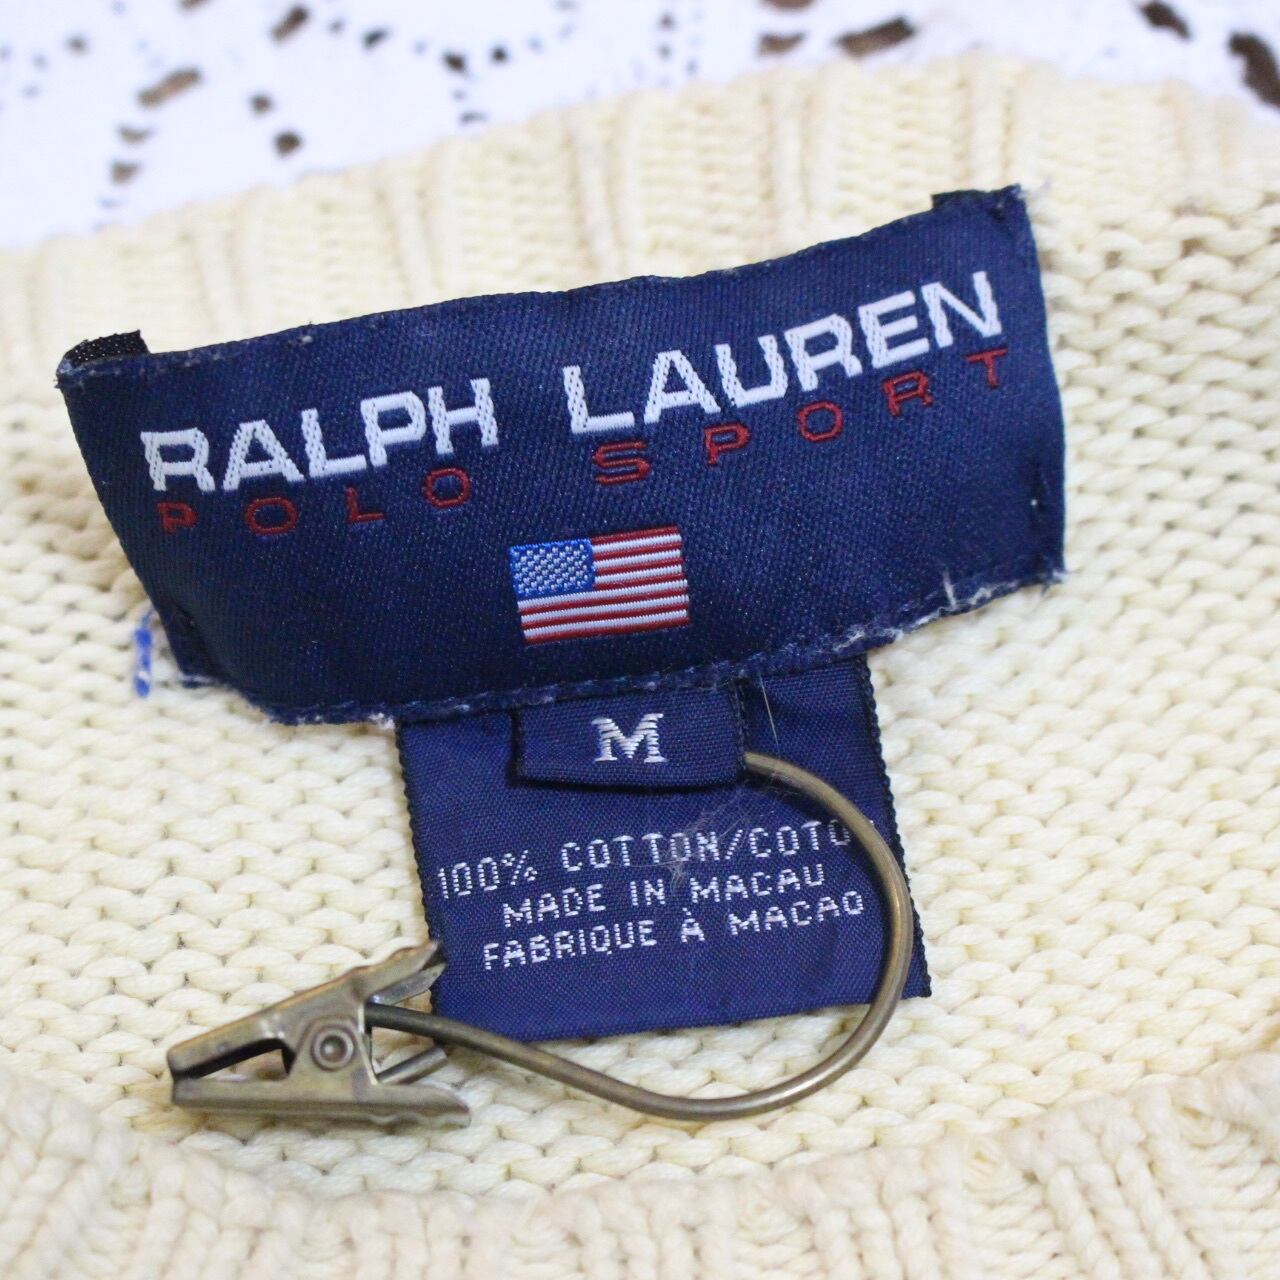 RALPH LAUREN
POLO SPORT
M
100% COTTON/COTO
MADE IN MACAU
FABRIQUE À MACAO